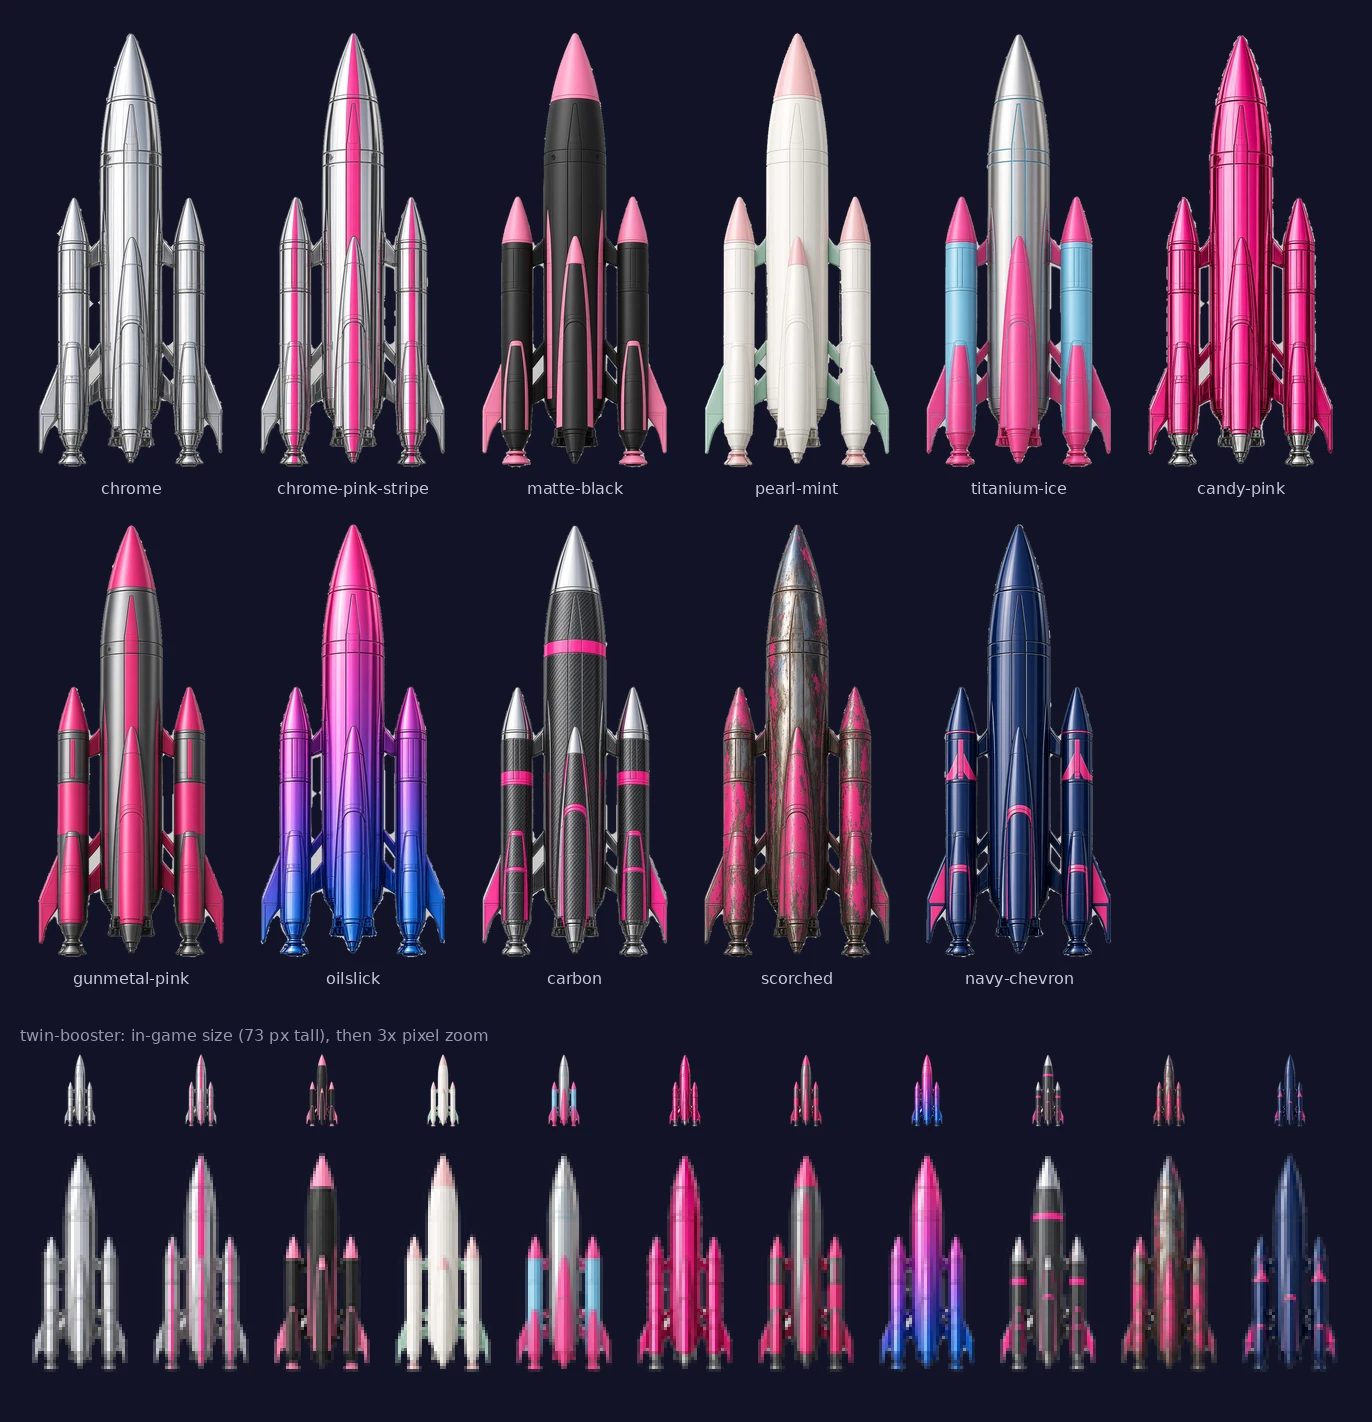 chrome chrome-pink-stripe matte-black pearl-mint titanium-ice candy-pink
gunmetal-pink oilslick carbon scorched navy-chevron
twin-booster: in-game size (73 px tall), then 3x pixel zoom